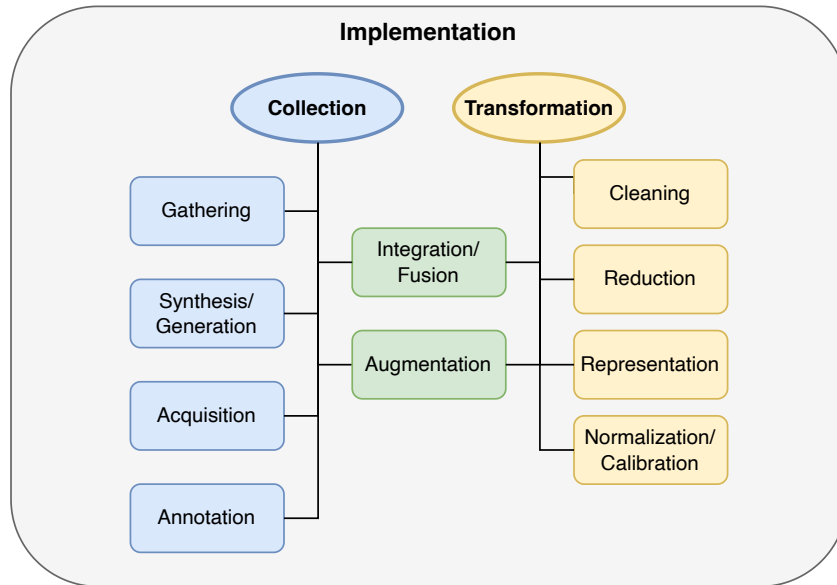 Implementation
Collection
Transformation
Gathering
Synthesis/
Generation
Acquisition
Annotation
Integration/
Fusion
Augmentation
Cleaning
Reduction
Representation
Normalization/
Calibration